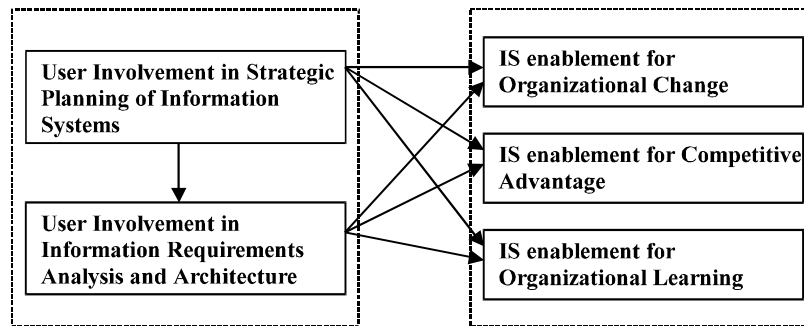 User Involvement in Strategic
Planning of Information
Systems
User Involvement in
Information Requirements
Analysis and Architecture
IS enablement for
Organizational Change
IS enablement for Competitive
Advantage
IS enablement for
Organizational Learning